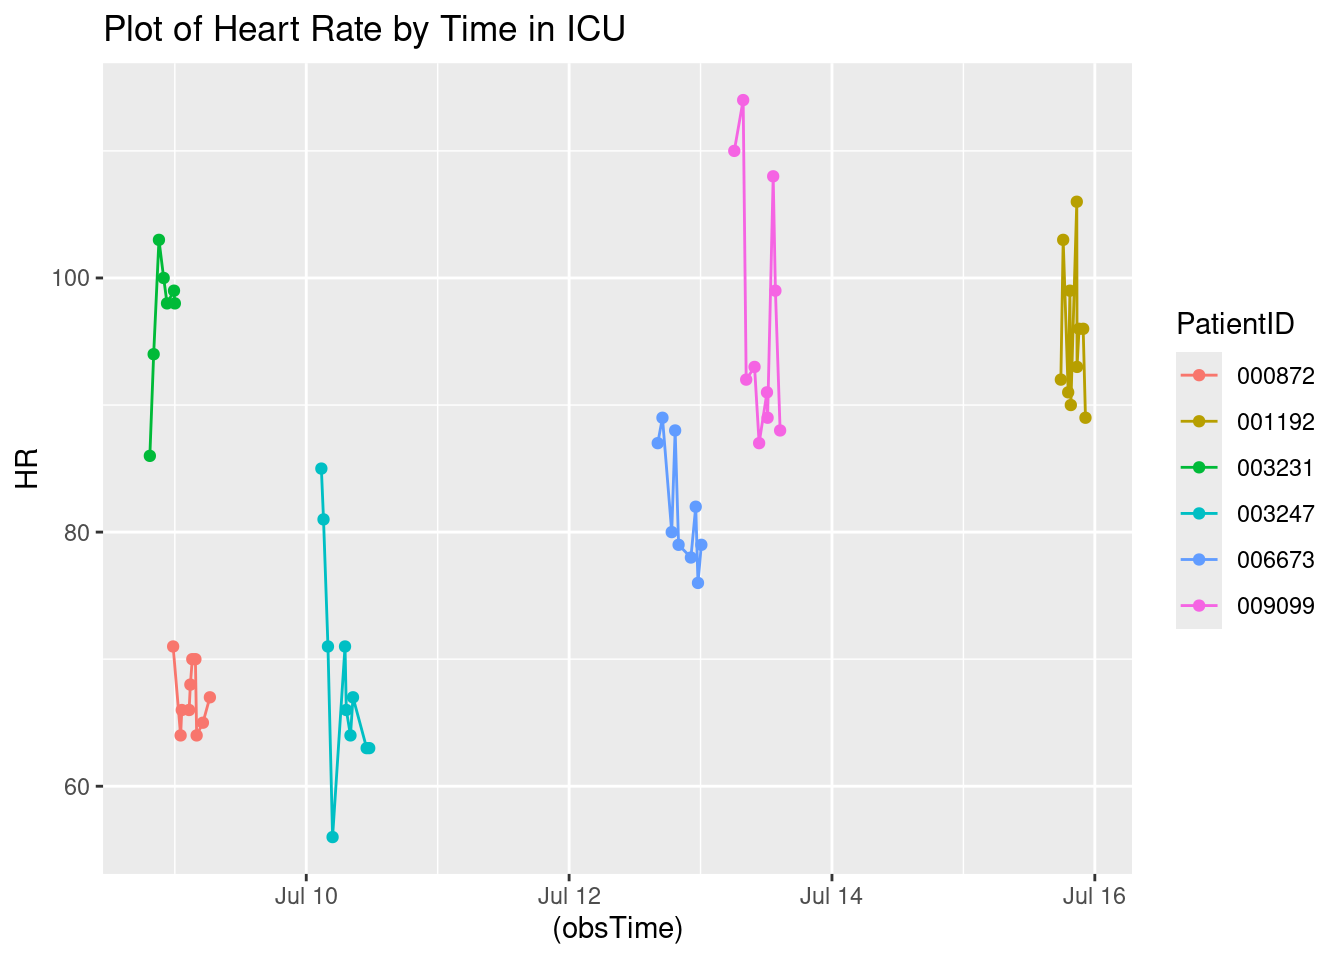 Plot of Heart Rate by Time in ICU
HR
100
80
60
Jul 10
Jul 12
Jul 14
Jul 16
(obsTime)
PatientID
000872
001192
003231
003247
006673
009099